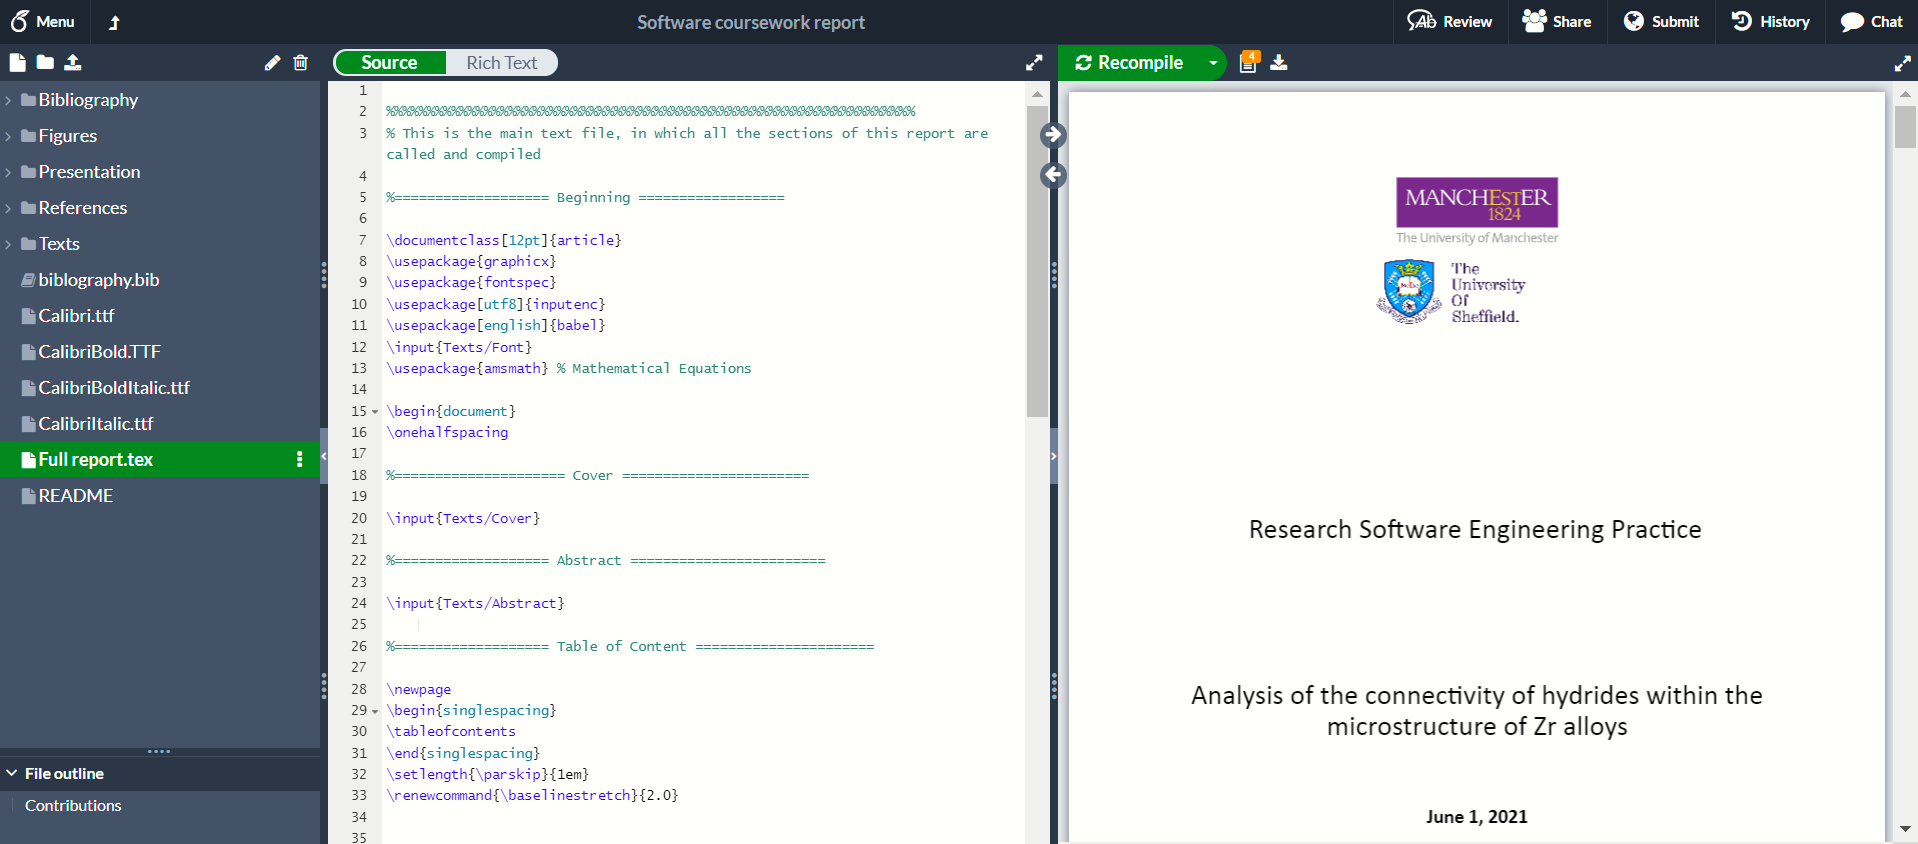 Menu
Software coursework report
Review
Share
Submit
History
Chat
Source
Rich Text
Recompile
4
Bibliography
Figures
Presentation
References
Texts
biblography.bib
Calibri.ttf
CalibriBold.TTF
CalibriBoldItalic.ttf
CalibriItalic.ttf
Full report.tex
README
File outline
Contributions
1
2 %%%%%%%%%%%%%%%%%%%%%%%%%%%%%%%%%%%%%%%%%%%%%%%%%%%%%%%%%%%%%%%%%
3 % This is the main text file, in which all the sections of this report are
called and compiled
4
5 %=================== Beginning ==================
6
7 \documentclass[12pt]{article}
8 \usepackage{graphicx}
9 \usepackage{fontspec}
10 \usepackage[utf8]{inputenc}
11 \usepackage[english]{babel}
12 \input{Texts/Font}
13 \usepackage{amsmath} % Mathematical Equations
14
15 \begin{document}
16 \onehalfspacing
17
18 %===================== Cover =======================
19
20 \input{Texts/Cover}
21
22 %=================== Abstract ========================
23
24 \input{Texts/Abstract}
25
26 %=================== Table of Content ======================
27
28 \newpage
29 \begin{singlespacing}
30 \tableofcontents
31 \end{singlespacing}
32 \setlength{\parskip}{1em}
33 \renewcommand{\baselinestretch}{2.0}
34
35
MANCHESTER
1824
The University of Manchester
The
University
Of
Sheffield.
Research Software Engineering Practice
Analysis of the connectivity of hydrides within the
microstructure of Zr alloys
June 1, 2021